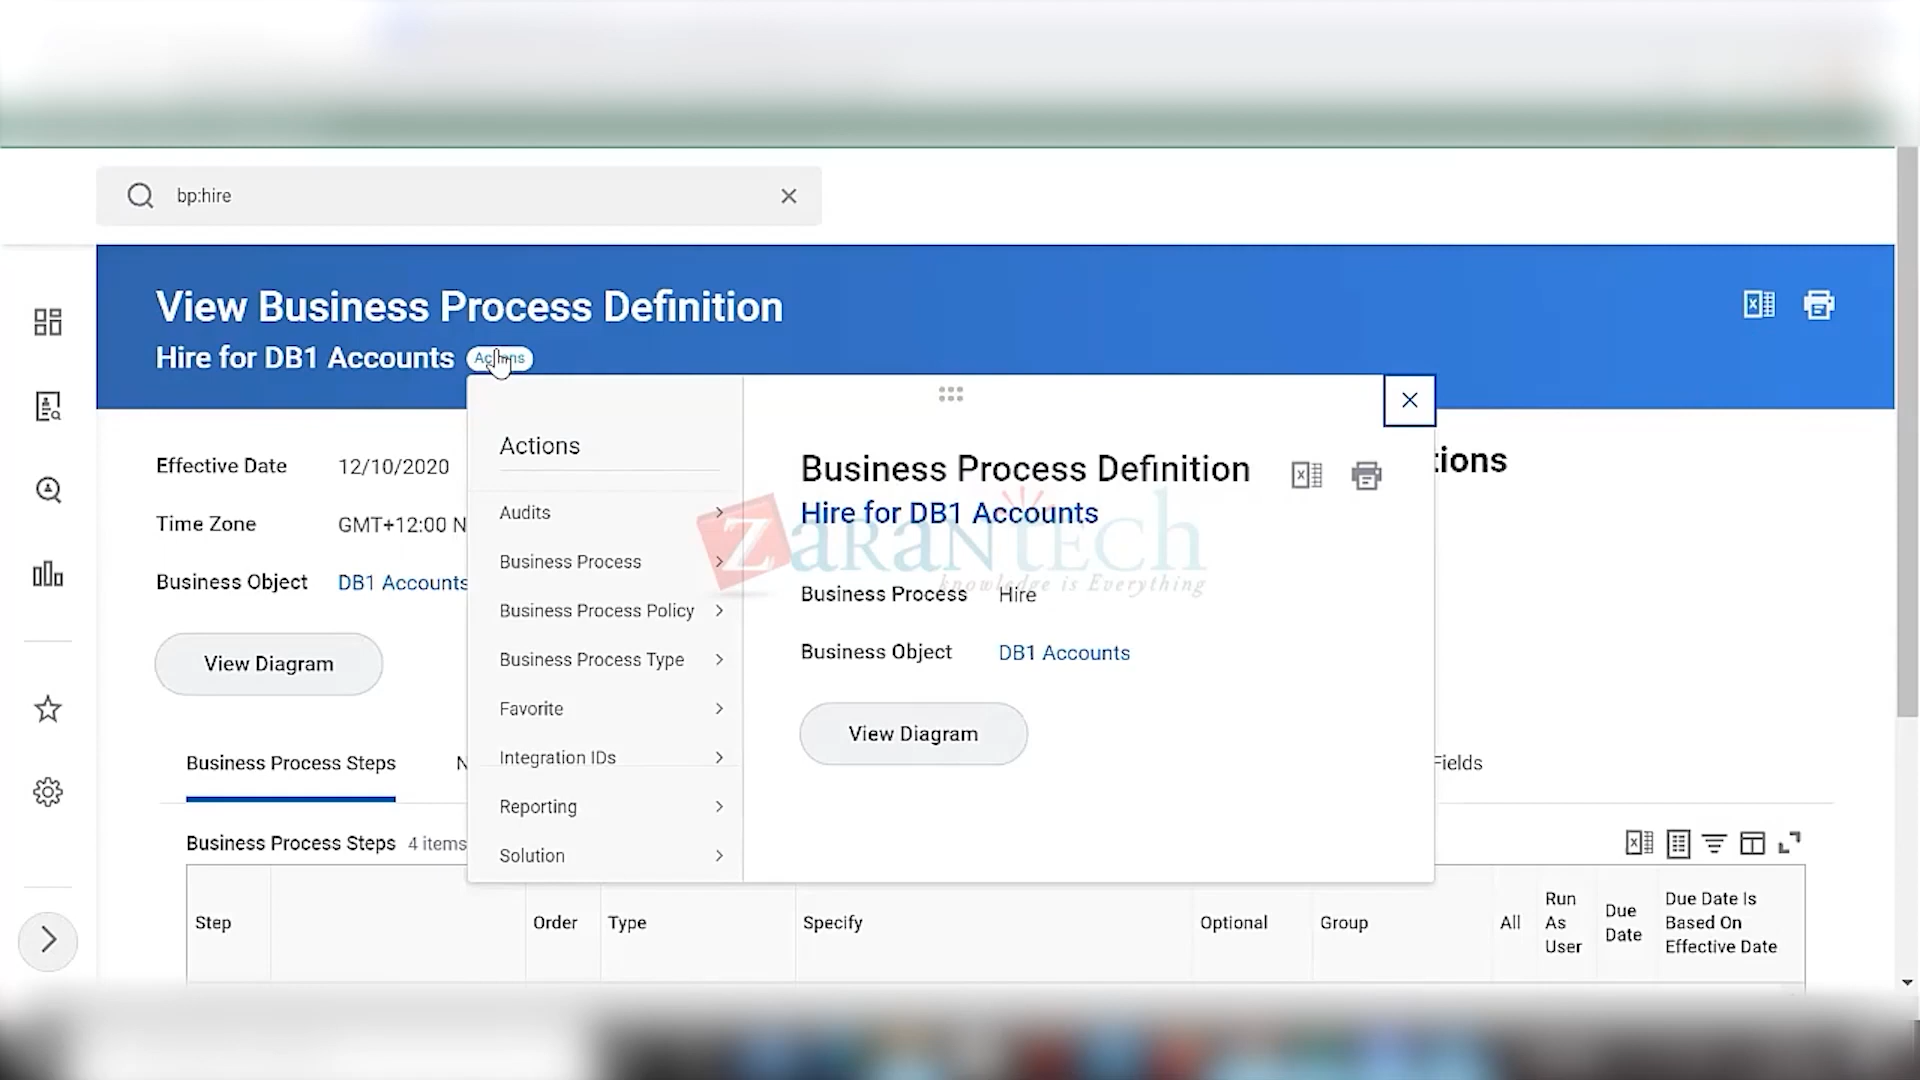 bp:hire
View Business Process Definition
Hire for DB1 Accounts
Effective Date 12/10/2020
Time Zone GMT+12:00 N
Business Object DB1 Accounts
View Diagram
Business Process Steps N
Business Process Steps 4 items
Actions
Audits
Business Process
Business Process Policy
Business Process Type
Favorite
Integration IDs
Reporting
Solution
Business Process Definition
Hire for DB1 Accounts
ZaranTech
knowledge is Everything
Business Process Hire
Business Object DB1 Accounts
View Diagram
tions
Fields
Step Order Type Specify Optional Group All Run As User Due Date Due Date Is Based On Effective Date